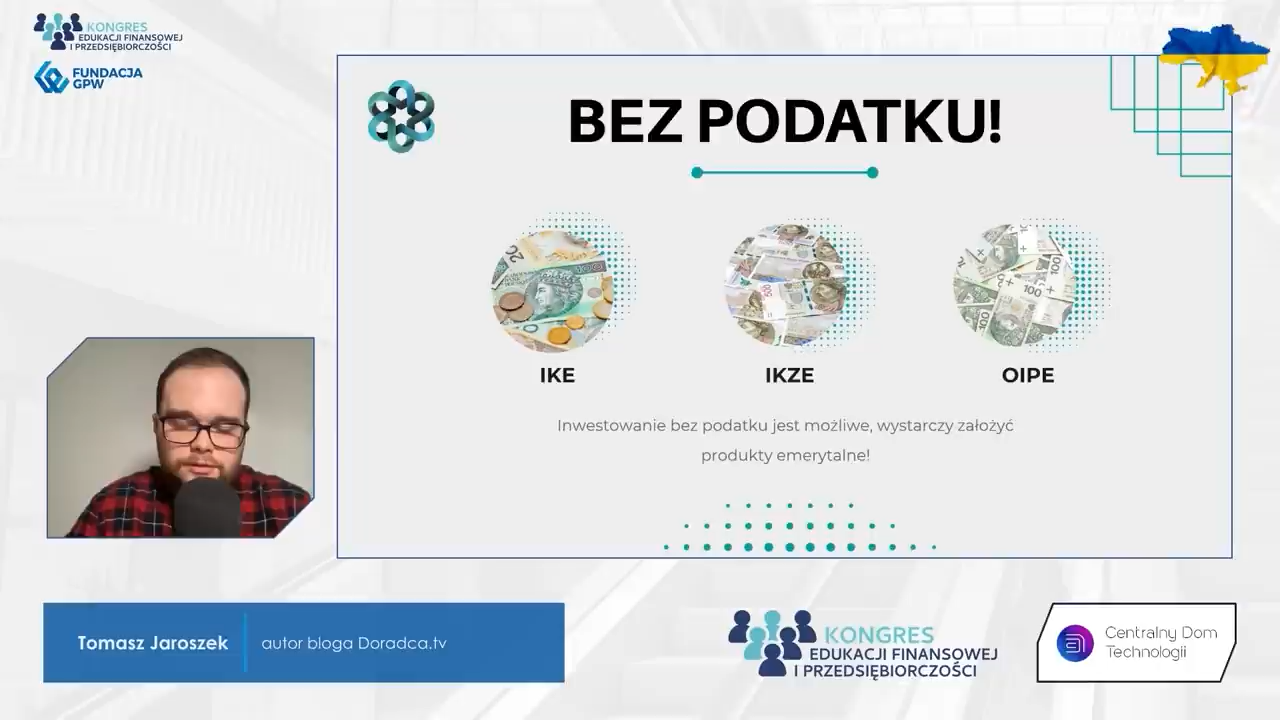 KONGRES
EDUKACJI FINANSOWEJ
I PRZEDSIĘBIORCZOŚCI
FUNDACJA
GPW
BEZ PODATKU!
IKE
IKZE
OIPE
Inwestowanie bez podatku jest możliwe, wystarczy założyć
produkty emerytalne!
Tomasz Jaroszek
autor bloga Doradca.tv
KONGRES
EDUKACJI FINANSOWEJ
I PRZEDSIĘBIORCZOŚCI
Centralny Dom
Technologii